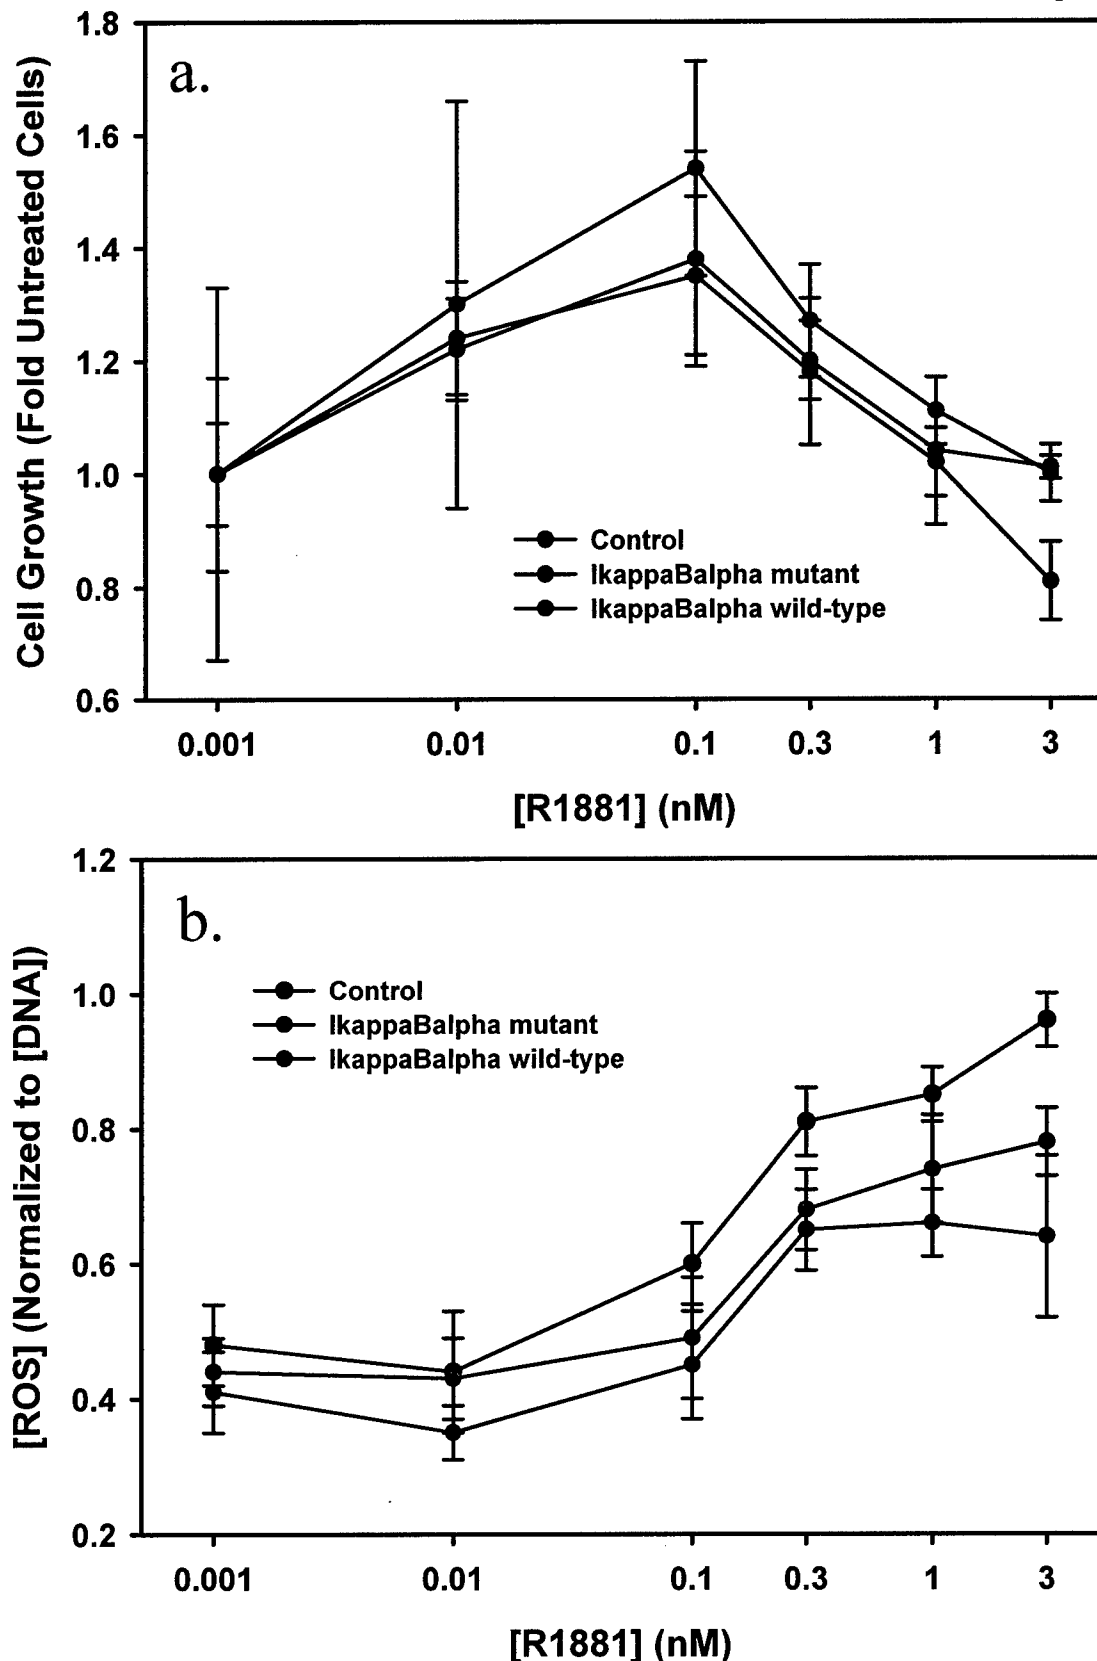 a.
Cell Growth (Fold Untreated Cells)
1.8
1.6
1.4
1.2
1.0
0.8
0.6
Control
IkappaBalpha mutant
IkappaBalpha wild-type
0.001 0.01 0.1 0.3 1 3
[R1881] (nM)
b.
[ROS] (Normalized to [DNA])
1.2
1.0
0.8
0.6
0.4
0.2
Control
IkappaBalpha mutant
IkappaBalpha wild-type
0.001 0.01 0.1 0.3 1 3
[R1881] (nM)